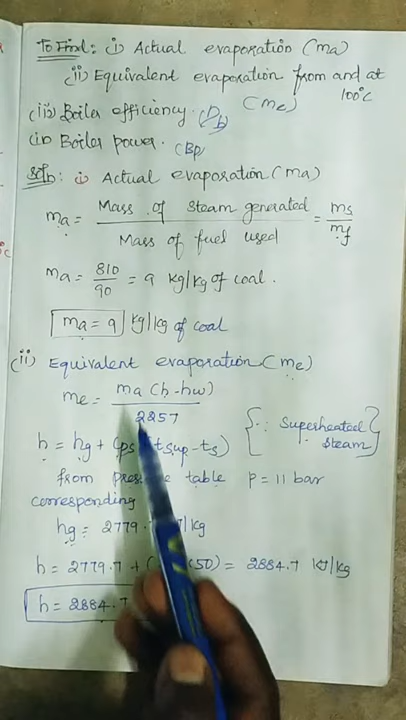 To Find: i) Actual evaporation (ma)
ii) Equivalent evaporation from and at 100°C
(me)
(iii) Boiler efficiency.
(iv) Boiler power. (BP)
Soln: i) Actual evaporation (ma)
ma = Mass of steam generated / Mass of fuel used = ms / mf
ma = 810 / 90 = 9 kg/kg of coal.
ma = 9 kg/kg of coal
(ii) Equivalent evaporation (me)
me = ma (h - hw) / 2257
h = hg + tsup - ts) {∵ Superheated steam}
from table P = 11 bar
corresponding
hg = 2779. /kg
h = 2779.7 + 50) = 2884.7 kJ/kg
h = 2884.7